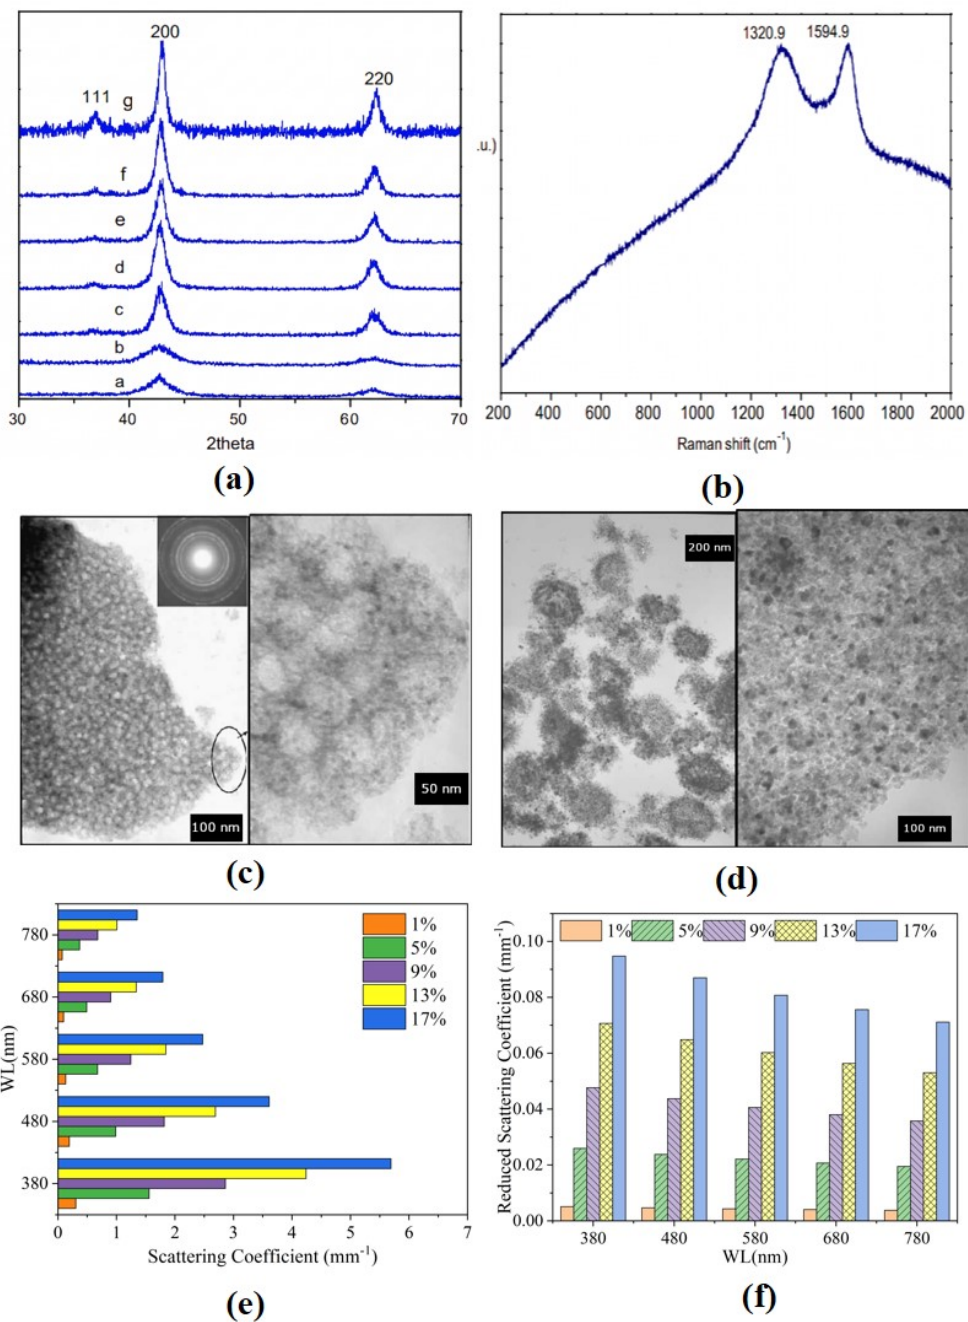 200
220
111
g
f
e
d
c
b
a
30 40 50 60 70
2theta
(a)
1320.9 1594.9
.u.)
200 400 600 800 1000 1200 1400 1600 1800 2000
Raman shift (cm⁻¹)
(b)
100 nm
50 nm
(c)
200 nm
100 nm
(d)
1%
5%
9%
13%
17%
780
680
580
480
380
WL(nm)
0 1 2 3 4 5 6 7
Scattering Coefficient (mm⁻¹)
(e)
1% 5% 9% 13% 17%
0.10
0.08
0.06
0.04
0.02
0.00
Reduced Scattering Coefficient (mm⁻¹)
380 480 580 680 780
WL(nm)
(f)